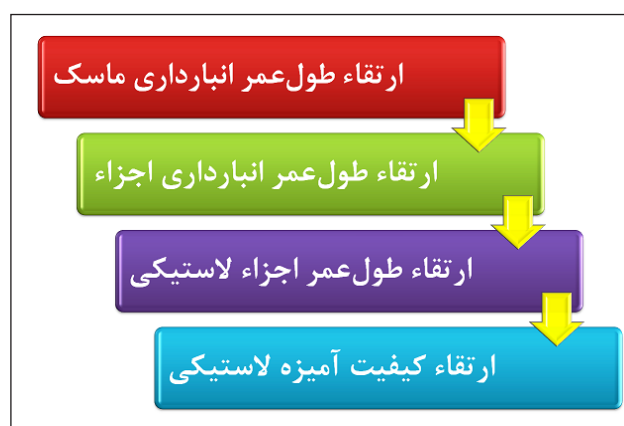 ارتقاء طول‌عمر انبارداری ماسک
ارتقاء طول‌عمر انبارداری اجزاء
ارتقاء طول‌عمر اجزاء لاستیکی
ارتقاء کیفیت آمیزه لاستیکی